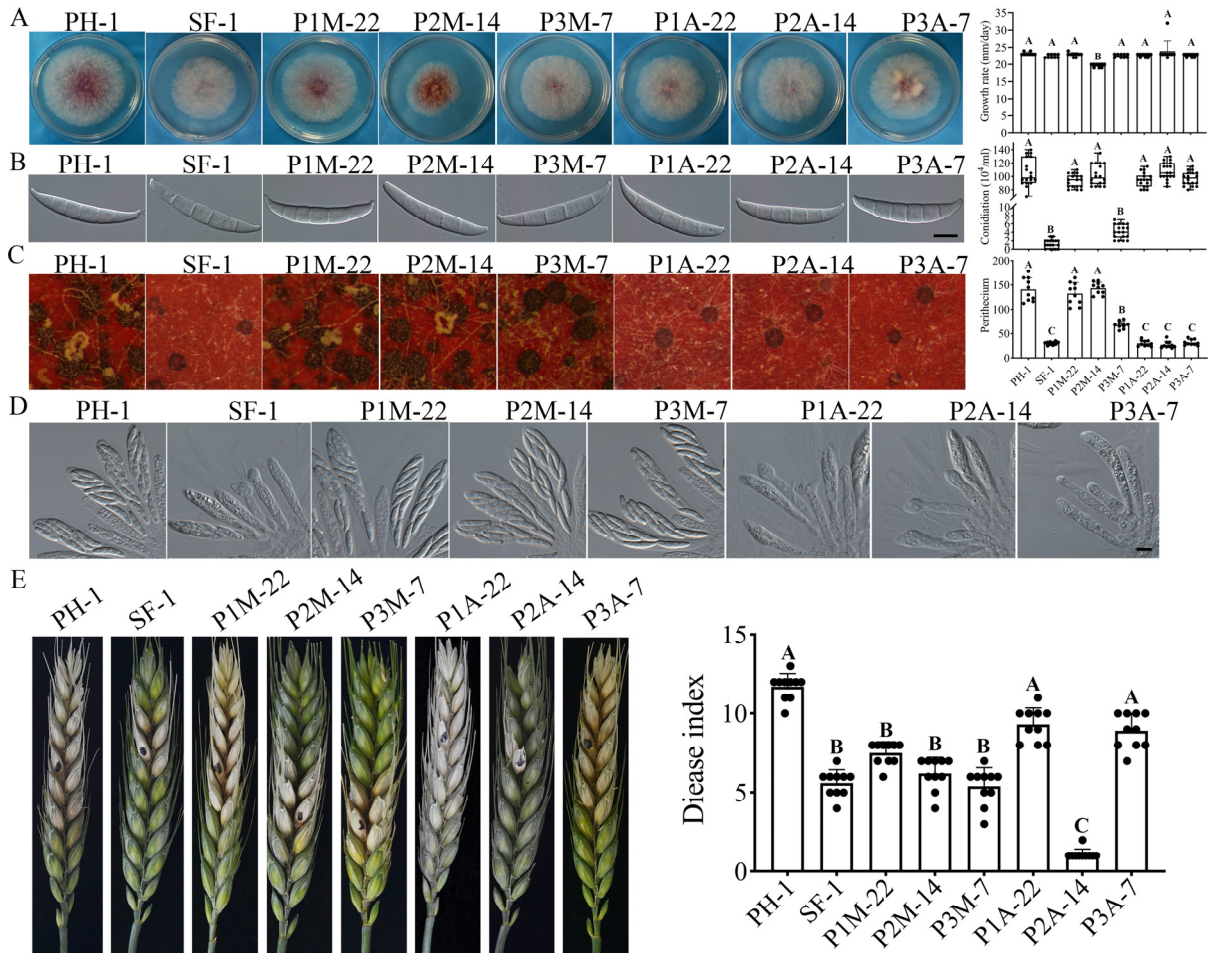 A
PH-1 SF-1 P1M-22 P2M-14 P3M-7 P1A-22 P2A-14 P3A-7
Growth rate (mm/day)
35
30
25
20
15
10
5
0
A A A B A A A A
B
PH-1 SF-1 P1M-22 P2M-14 P3M-7 P1A-22 P2A-14 P3A-7
Conidiation (10⁴/ml)
140
120
100
80
60
10
8
6
4
2
0
A B A A B A A A
C
PH-1 SF-1 P1M-22 P2M-14 P3M-7 P1A-22 P2A-14 P3A-7
Perithecium
200
150
100
50
0
A C A A B C C C
PH-1 SF-1 P1M-22 P2M-14 P3M-7 P1A-22 P2A-14 P3A-7
D
PH-1 SF-1 P1M-22 P2M-14 P3M-7 P1A-22 P2A-14 P3A-7
E
PH-1 SF-1 P1M-22 P2M-14 P3M-7 P1A-22 P2A-14 P3A-7
Diease index
15
10
5
0
A B B B B A C A
PH-1 SF-1 P1M-22 P2M-14 P3M-7 P1A-22 P2A-14 P3A-7